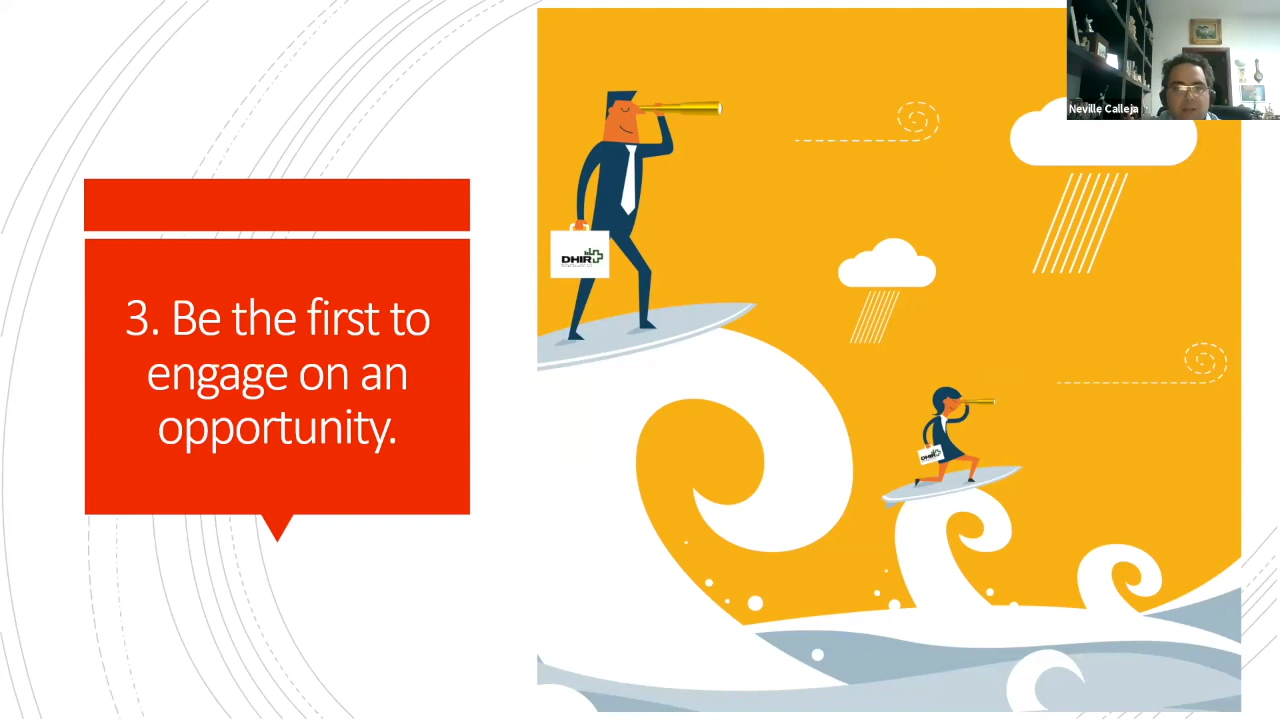 Neville Calleja
3. Be the first to
engage on an
opportunity.
DHIR
DHIR